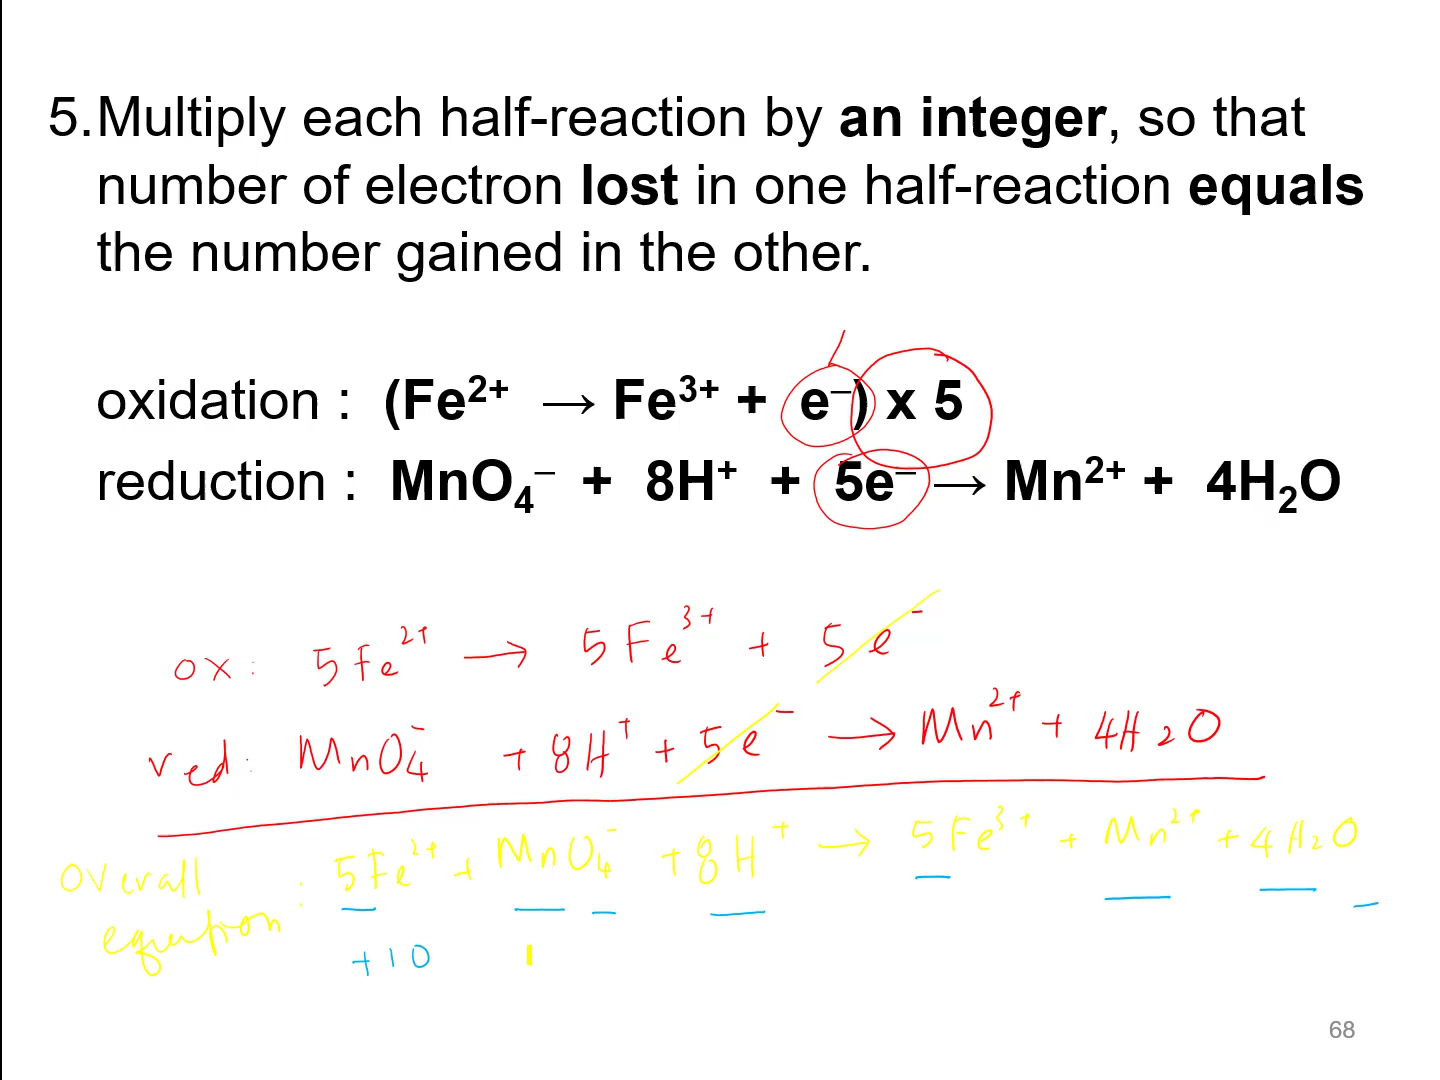 5. Multiply each half-reaction by an integer, so that
number of electron lost in one half-reaction equals
the number gained in the other.
oxidation : (Fe²⁺ → Fe³⁺ + e⁻) x 5
reduction : MnO₄⁻ + 8H⁺ + 5e⁻ → Mn²⁺ + 4H₂O
ox: 5Fe²⁺ → 5Fe³⁺ + 5e⁻
red: MnO₄⁻ + 8H⁺ + 5e⁻ → Mn²⁺ + 4H₂O
overall equation: 5Fe²⁺ + MnO₄⁻ + 8H⁺ → 5Fe³⁺ + Mn²⁺ + 4H₂O
+10
68